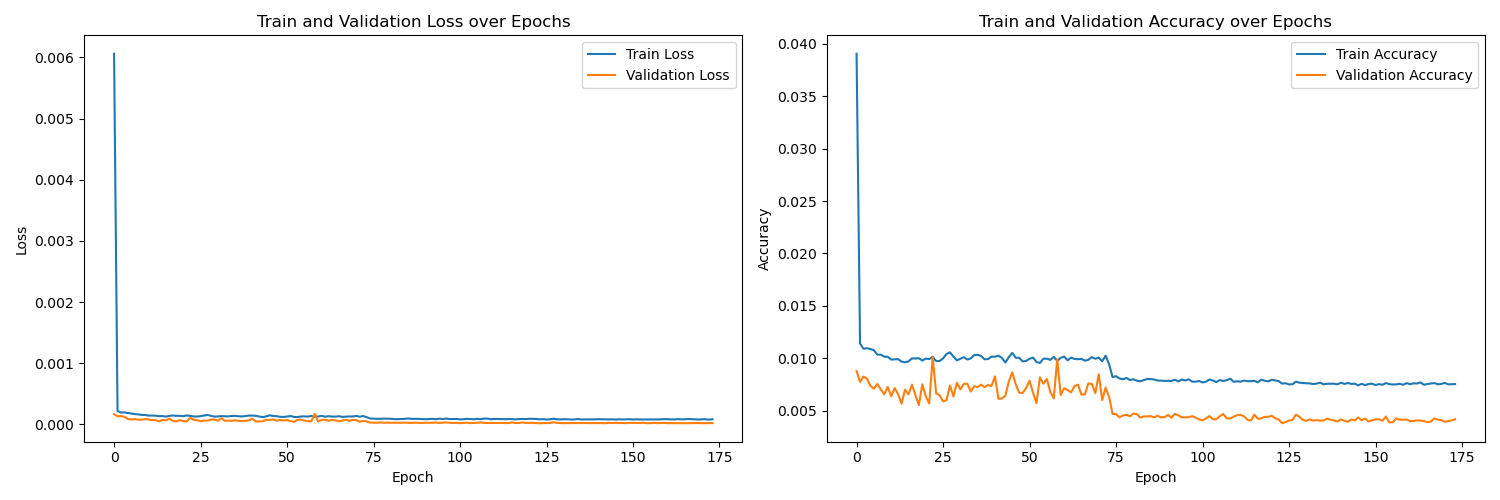 Train and Validation Loss over Epochs
Train Loss
Validation Loss
0.006
0.005
0.004
0.003
0.002
0.001
0.000
Loss
0 25 50 75 100 125 150 175
Epoch
Train and Validation Accuracy over Epochs
Train Accuracy
Validation Accuracy
0.040
0.035
0.030
0.025
0.020
0.015
0.010
0.005
Accuracy
0 25 50 75 100 125 150 175
Epoch